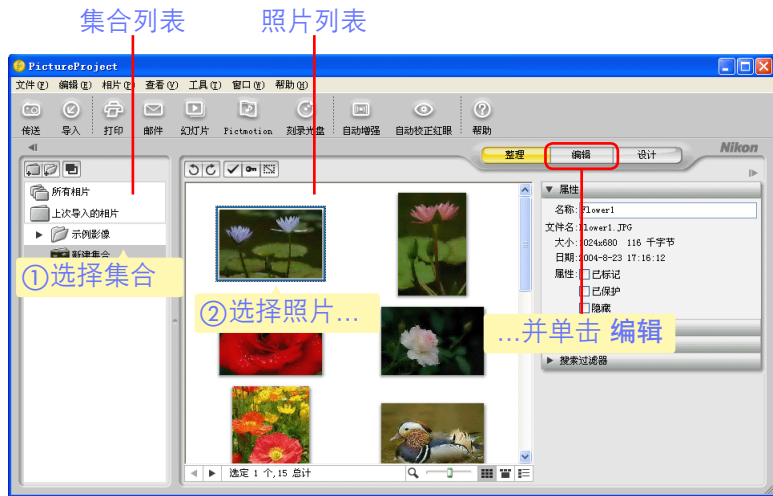 集合列表 照片列表
PictureProject
文件(F) 编辑(E) 相片(P) 查看(V) 工具(T) 窗口(W) 帮助(H)
传送 导入 打印 邮件 幻灯片 Pictmotion 刻录光盘 自动增强 自动校正红眼 帮助
整理 编辑 设计 Nikon
所有相片
上次导入的相片
示例影像
新建集合
①选择集合
②选择照片...
属性
名称: Flower1
文件名: Flower1.JPG
大小: 1024x680 116 千字节
日期: 2004-8-23 17:16:12
属性: 已标记
已保护
隐藏
...并单击 编辑
搜索过滤器
选定 1 个,15 总计